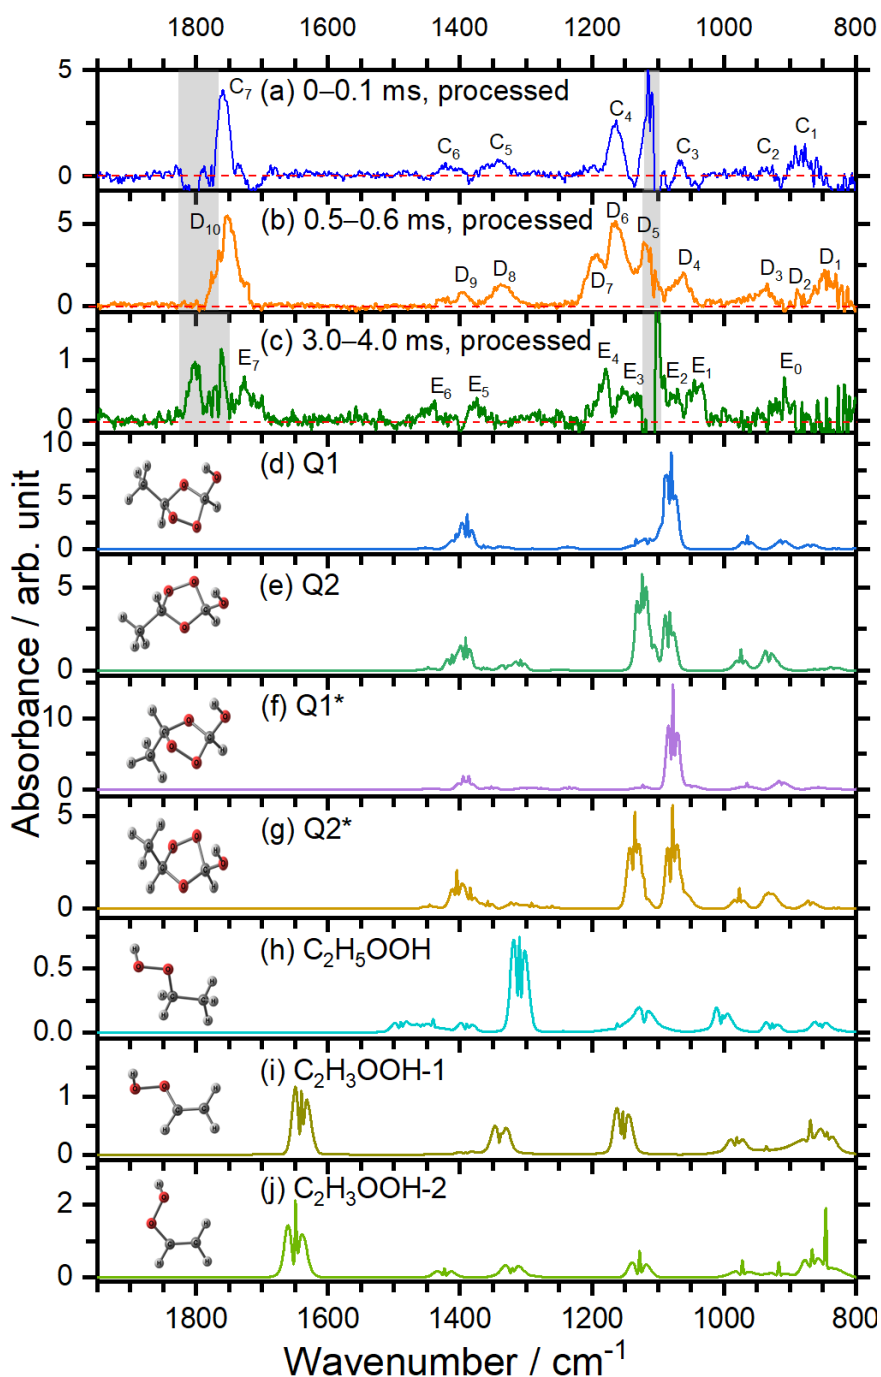 1800 1600 1400 1200 1000 800
5
0
C7
(a) 0–0.1 ms, processed
C6
C5
C4
C3
C2
C1
5
0
D10
(b) 0.5–0.6 ms, processed
D9
D8
D7
D6
D5
D4
D3
D2
D1
1
0
(c) 3.0–4.0 ms, processed
E7
E6
E5
E4
E3
E2
E1
E0
Absorbance / arb. unit
10
5
0
(d) Q1
5
0
(e) Q2
10
0
(f) Q1*
5
0
(g) Q2*
0.5
0.0
(h) C2H5OOH
1
0
(i) C2H3OOH-1
2
0
(j) C2H3OOH-2
1800 1600 1400 1200 1000 800
Wavenumber / cm-1